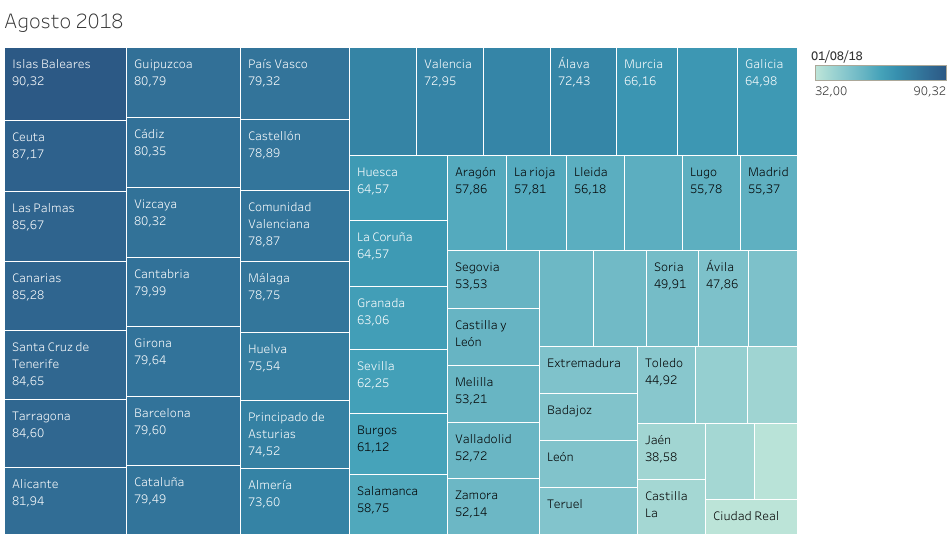 Agosto 2018
01/08/18
32,00 90,32
Islas Baleares
90,32
Ceuta
87,17
Las Palmas
85,67
Canarias
85,28
Santa Cruz de
Tenerife
84,65
Tarragona
84,60
Alicante
81,94
Guipuzcoa
80,79
Cádiz
80,35
Vizcaya
80,32
Cantabria
79,99
Girona
79,64
Barcelona
79,60
Cataluña
79,49
País Vasco
79,32
Castellón
78,89
Comunidad
Valenciana
78,87
Málaga
78,75
Huelva
75,54
Principado de
Asturias
74,52
Almería
73,60
Valencia
72,95
Álava
72,43
Murcia
66,16
Galicia
64,98
Huesca
64,57
La Coruña
64,57
Granada
63,06
Sevilla
62,25
Burgos
61,12
Salamanca
58,75
Aragón
57,86
La rioja
57,81
Lleida
56,18
Lugo
55,78
Madrid
55,37
Segovia
53,53
Castilla y
León
Melilla
53,21
Valladolid
52,72
Zamora
52,14
Soria
49,91
Ávila
47,86
Extremadura
Badajoz
León
Teruel
Toledo
44,92
Jaén
38,58
Castilla
La
Ciudad Real